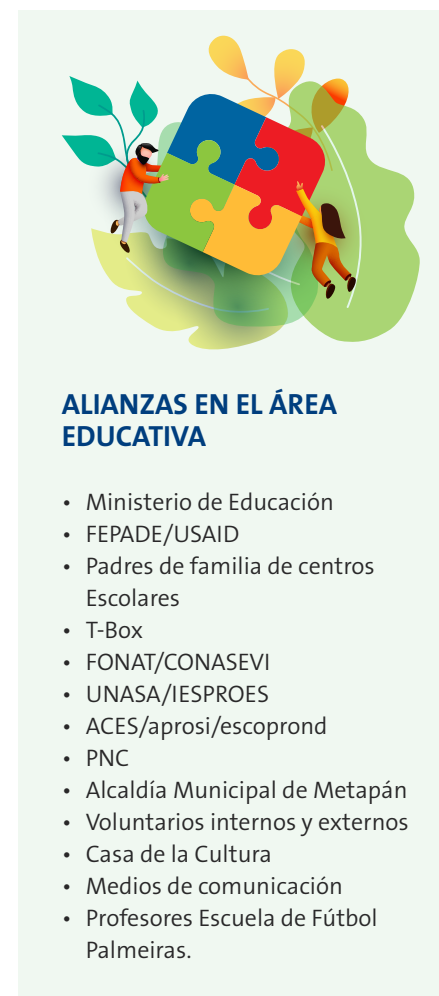 ALIANZAS EN EL ÁREA
EDUCATIVA
• Ministerio de Educación
• FEPADE/USAID
• Padres de familia de centros
Escolares
• T-Box
• FONAT/CONASEVI
• UNASA/IESPROES
• ACES/aprosi/escoprond
• PNC
• Alcaldía Municipal de Metapán
• Voluntarios internos y externos
• Casa de la Cultura
• Medios de comunicación
• Profesores Escuela de Fútbol
Palmeiras.